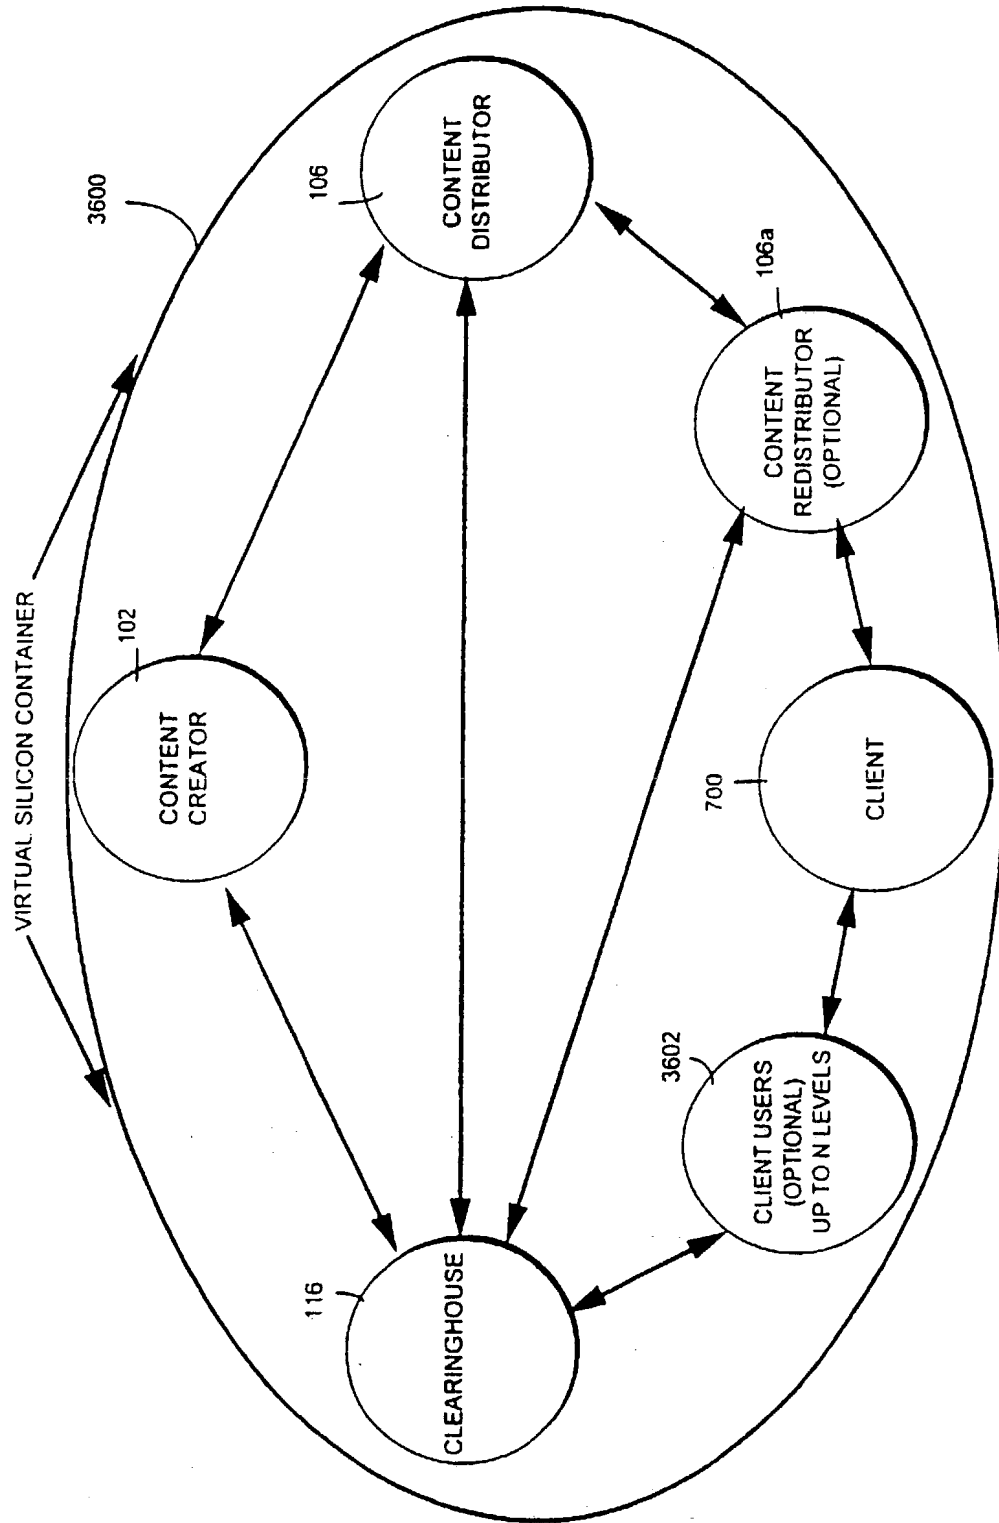 VIRTUAL SILICON CONTAINER
3600
102
CONTENT
CREATOR
106
CONTENT
DISTRIBUTOR
116
CLEARINGHOUSE
106a
CONTENT
REDISTRIBUTOR
(OPTIONAL)
3602
CLIENT USERS
(OPTIONAL)
UP TO N LEVELS
700
CLIENT